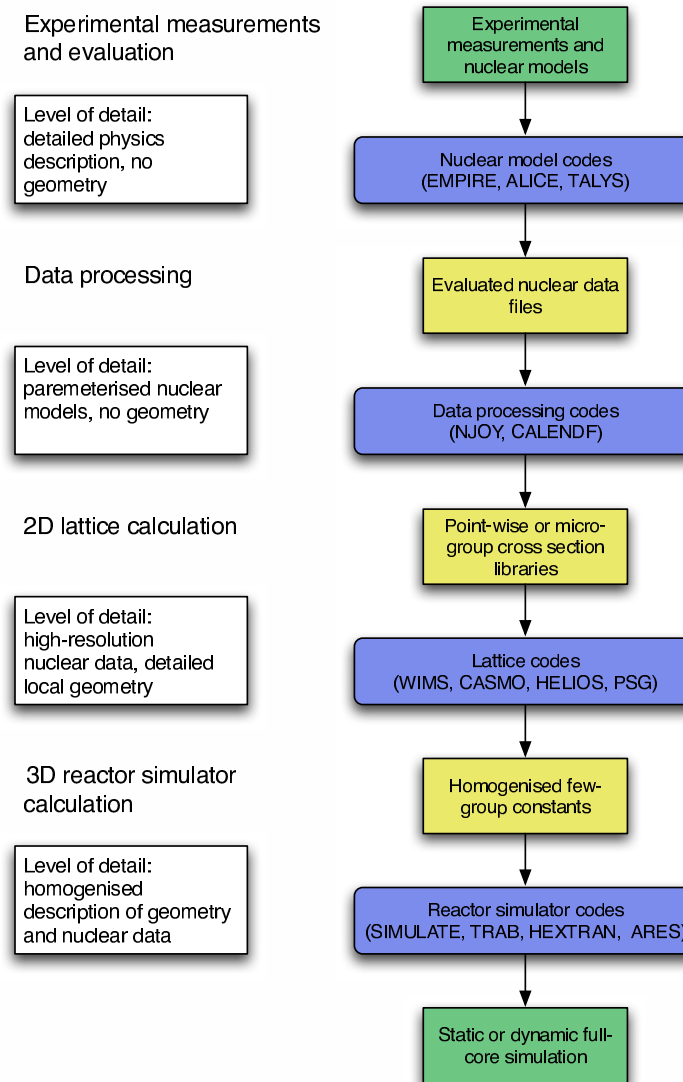 Experimental measurements
and evaluation
Experimental
measurements and
nuclear models
Level of detail:
detailed physics
description, no
geometry
Nuclear model codes
(EMPIRE, ALICE, TALYS)
Data processing
Evaluated nuclear data
files
Level of detail:
paremeterised nuclear
models, no geometry
Data processing codes
(NJOY, CALENDF)
2D lattice calculation
Point-wise or micro-
group cross section
libraries
Level of detail:
high-resolution
nuclear data, detailed
local geometry
Lattice codes
(WIMS, CASMO, HELIOS, PSG)
3D reactor simulator
calculation
Homogenised few-
group constants
Level of detail:
homogenised
description of geometry
and nuclear data
Reactor simulator codes
(SIMULATE, TRAB, HEXTRAN, ARES)
Static or dynamic full-
core simulation